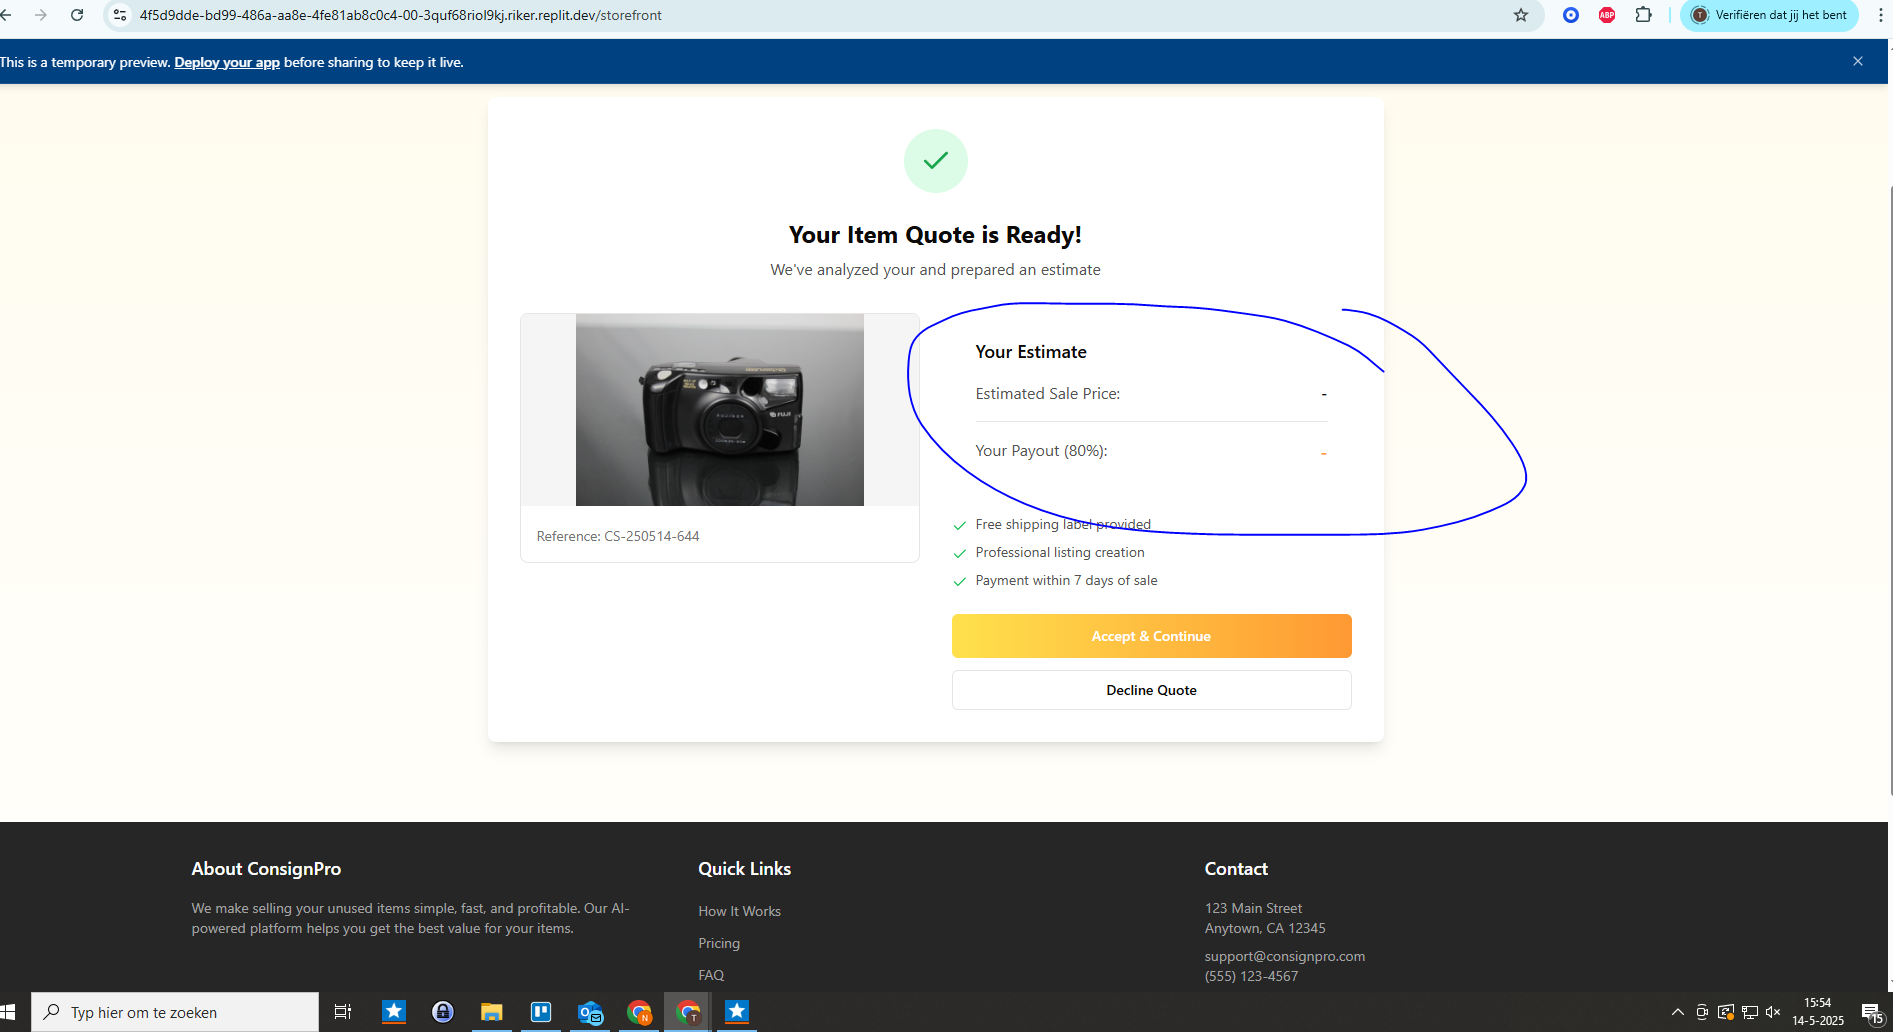 4f5d9dde-bd99-486a-aa8e-4fe81ab8c0c4-00-3quf68riol9kj.riker.replit.dev/storefront
ABP
T
Verifiëren dat jij het bent
This is a temporary preview. Deploy your app before sharing to keep it live.
Your Item Quote is Ready!
We've analyzed your and prepared an estimate
FUJI
Reference: CS-250514-644
Your Estimate
Estimated Sale Price: -
Your Payout (80%): -
Free shipping label provided
Professional listing creation
Payment within 7 days of sale
Accept & Continue
Decline Quote
About ConsignPro
We make selling your unused items simple, fast, and profitable. Our AI-
powered platform helps you get the best value for your items.
Quick Links
How It Works
Pricing
FAQ
Contact
123 Main Street
Anytown, CA 12345
support@consignpro.com
(555) 123-4567
Typ hier om te zoeken
N
T
15:54
14-5-2025
15